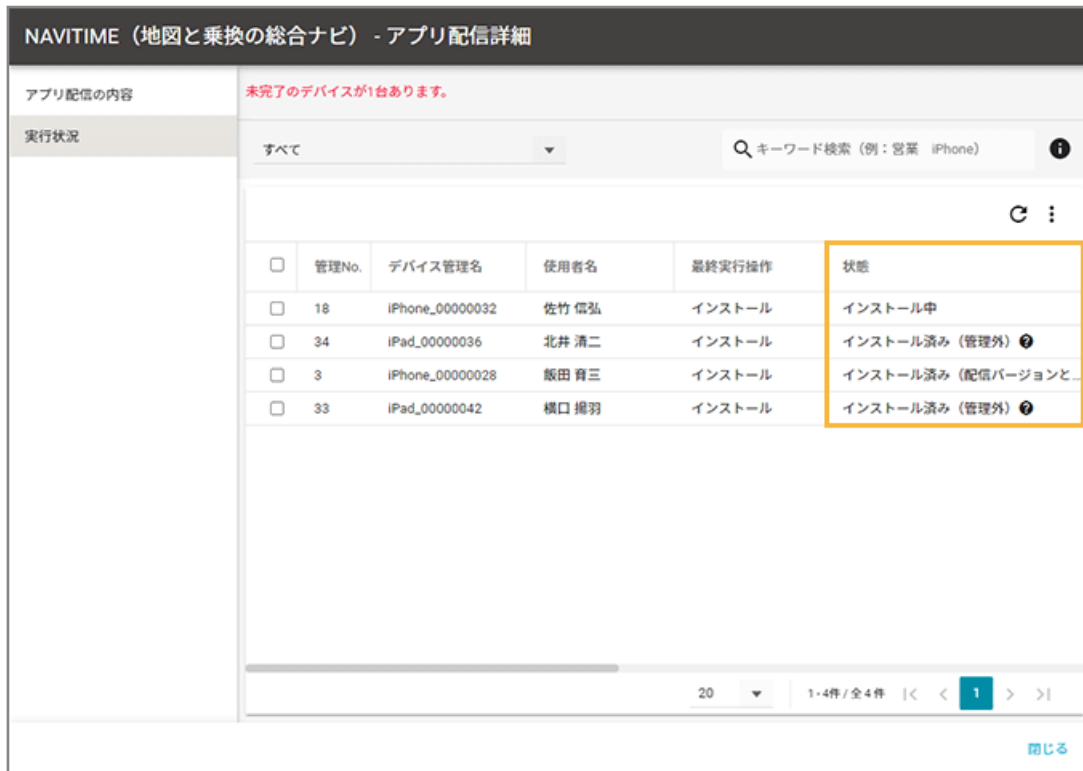 NAVITIME（地図と乗換の総合ナビ） - アプリ配信詳細
アプリ配信の内容
実行状況
未完了のデバイスが1台あります。
すべて
キーワード検索（例：営業　iPhone）
管理No. デバイス管理名 使用者名 最終実行操作 状態
18 iPhone_00000032 佐竹 信弘 インストール インストール中
34 iPad_00000036 北井 清二 インストール インストール済み（管理外）
3 iPhone_00000028 飯田 育三 インストール インストール済み（配信バージョンと...
33 iPad_00000042 横口 揚羽 インストール インストール済み（管理外）
20 1-4件 / 全 4 件 |< < 1 > >|
閉じる